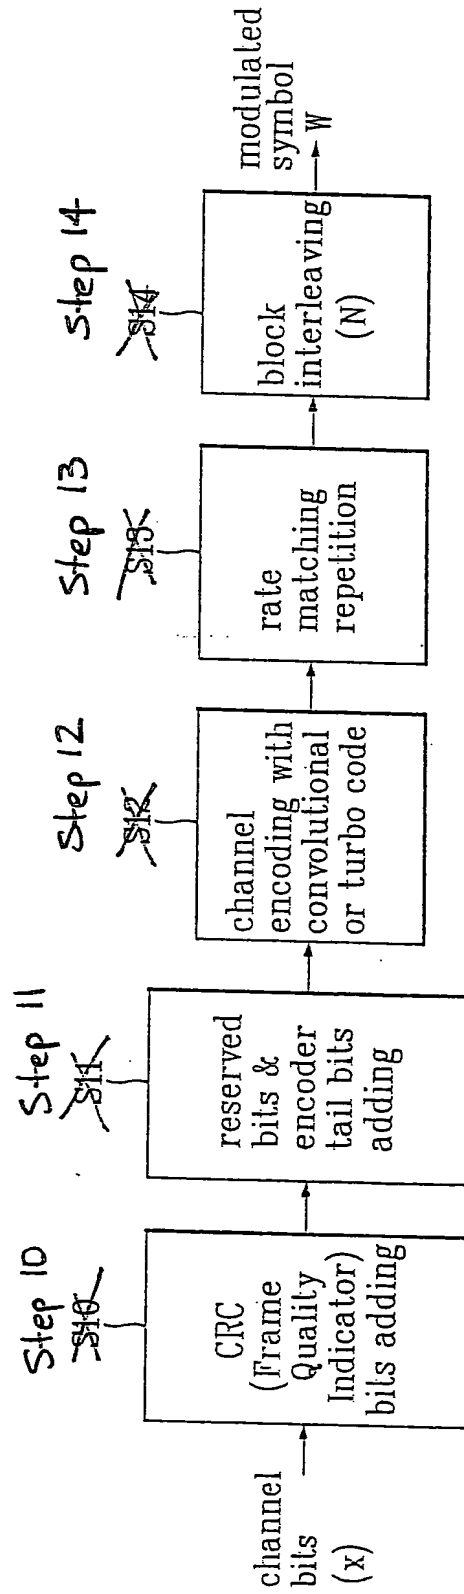 Step 10
S10
Step 11
S11
Step 12
S12
Step 13
S13
Step 14
S14
channel
bits
(x)
CRC
(Frame
Quality
Indicator)
bits adding
reserved
bits &
encoder
tail bits
adding
channel
encoding with
convolutional
or turbo code
rate
matching
repetition
block
interleaving
(N)
modulated
symbol
W